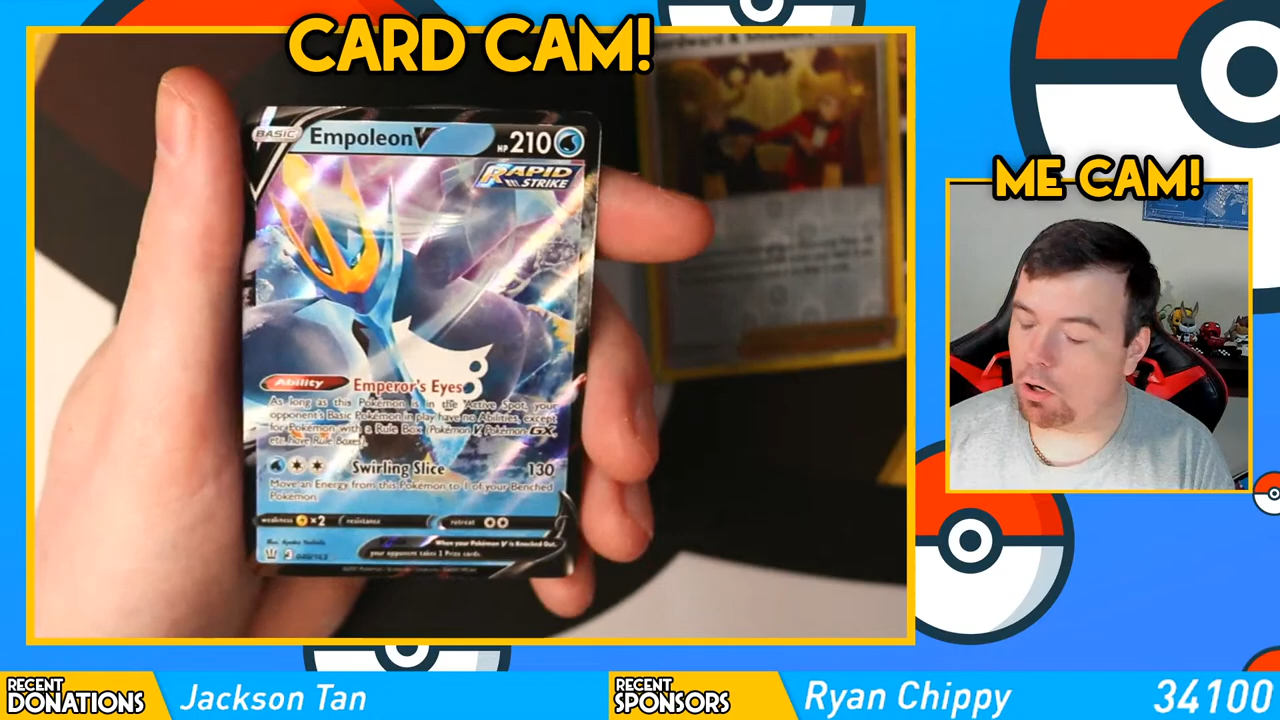 CARD CAM!
BASIC Empoleon V HP 210
RAPID STRIKE
ME CAM!
Ability Emperor's Eyes
As long as this Pokémon is in the Active Spot, your
opponent's Basic Pokémon in play have no Abilities, except
for Pokémon with a Rule Box (Pokémon V, Pokémon GX,
etc. have Rule Boxes).
Swirling Slice 130
Move an Energy from this Pokémon to 1 of your Benched
Pokémon.
weakness ×2 resistance retreat
When your Pokémon V is Knocked Out,
your opponent takes 2 Prize cards.
RECENT DONATIONS Jackson Tan
RECENT SPONSORS Ryan Chippy 34100